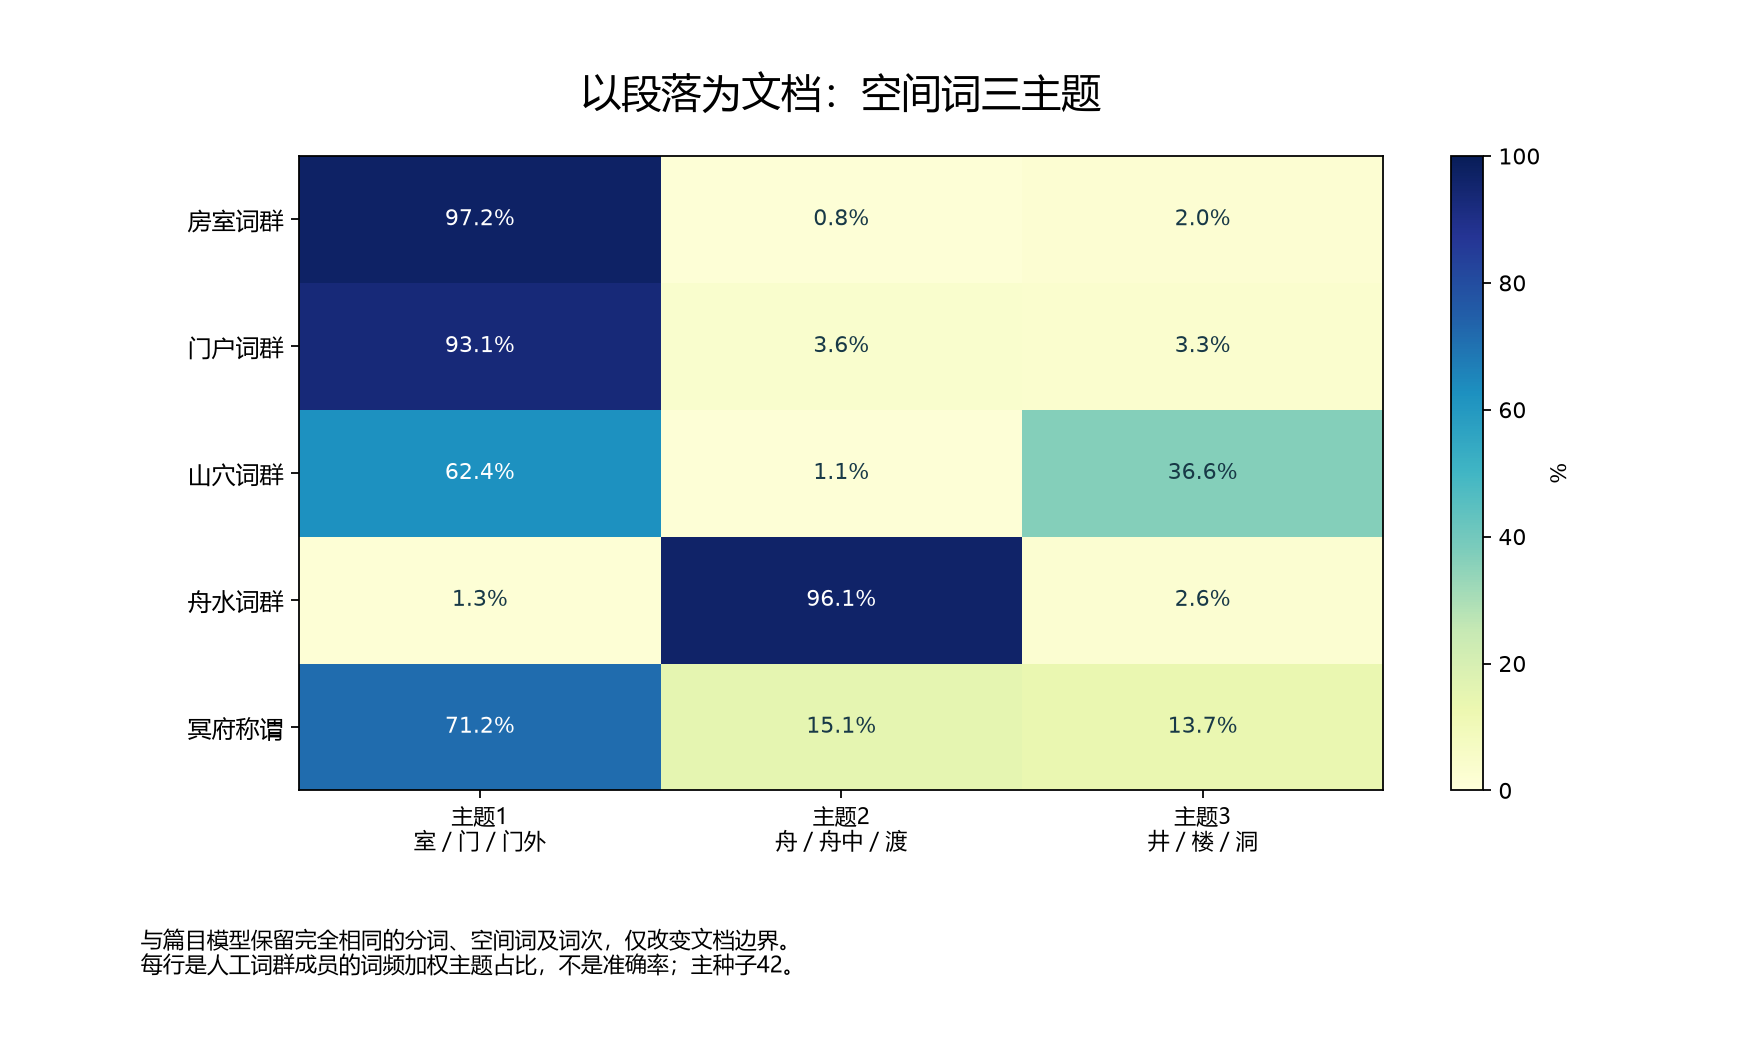 以段落为文档：空间词三主题
房室词群
97.2%
0.8%
2.0%
门户词群
93.1%
3.6%
3.3%
山穴词群
62.4%
1.1%
36.6%
舟水词群
1.3%
96.1%
2.6%
冥府称谓
71.2%
15.1%
13.7%
主题1
室 / 门 / 门外
主题2
舟 / 舟中 / 渡
主题3
井 / 楼 / 洞
100
80
60
40
20
0
%
与篇目模型保留完全相同的分词、空间词及词次，仅改变文档边界。
每行是人工词群成员的词频加权主题占比，不是准确率；主种子42。